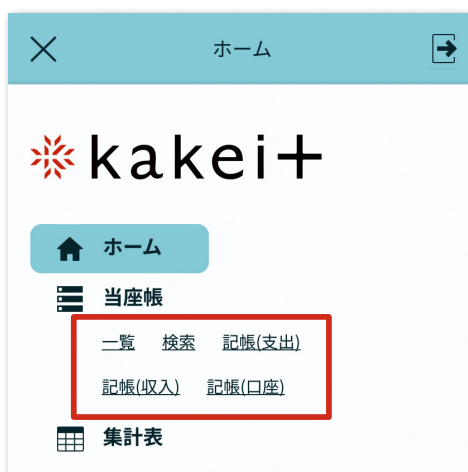 ホーム
kakei+
ホーム
当座帳
一覧 検索 記帳(支出)
記帳(収入) 記帳(口座)
集計表